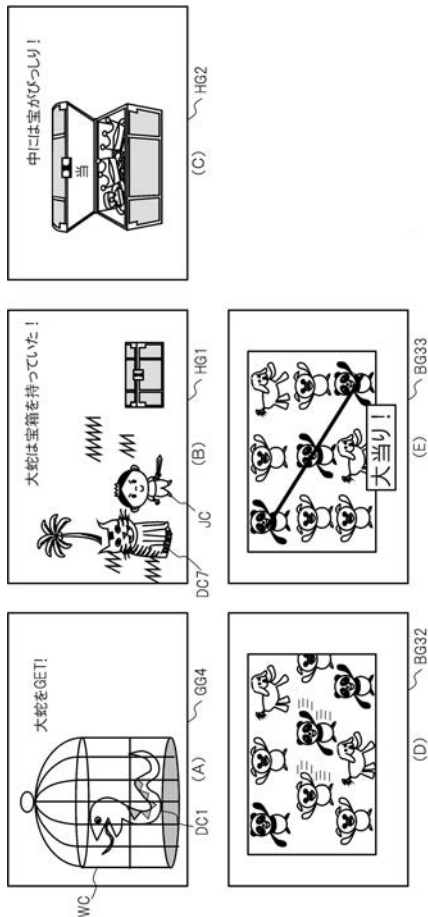 大蛇をGET!
WC
DC1
GG4
(A)
大蛇は宝箱を持っていた！
DC7
JC
HG1
(B)
中には宝がびっしり！
当
HG2
(C)
BG32
(D)
大当り！
BG33
(E)